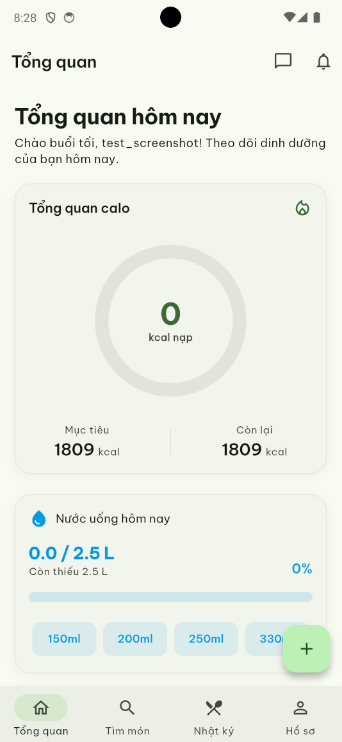 8:28
Tổng quan
Tổng quan hôm nay
Chào buổi tối, test_screenshot! Theo dõi dinh dưỡng
của bạn hôm nay.
Tổng quan calo
0
kcal nạp
Mục tiêu
1809 kcal
Còn lại
1809 kcal
Nước uống hôm nay
0.0 / 2.5 L
Còn thiếu 2.5 L
0%
150ml
200ml
250ml
330
+
Tổng quan
Tìm món
Nhật ký
Hồ sơ